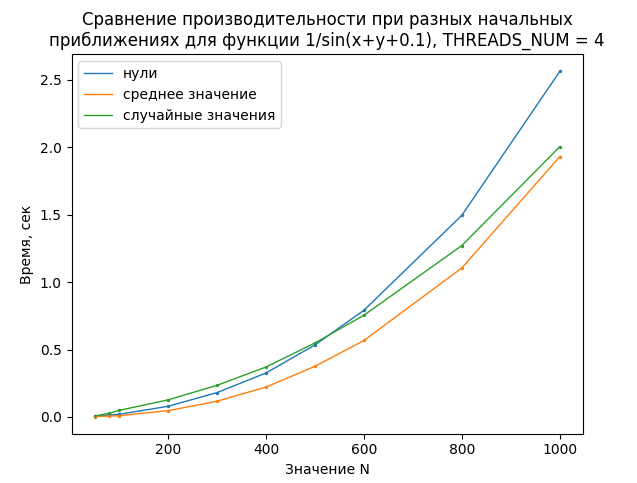 Сравнение производительности при разных начальных
приближениях для функции 1/sin(x+y+0.1), THREADS_NUM = 4
нули
среднее значение
случайные значения
2.5
2.0
1.5
1.0
0.5
0.0
Время, сек
200
400
600
800
1000
Значение N